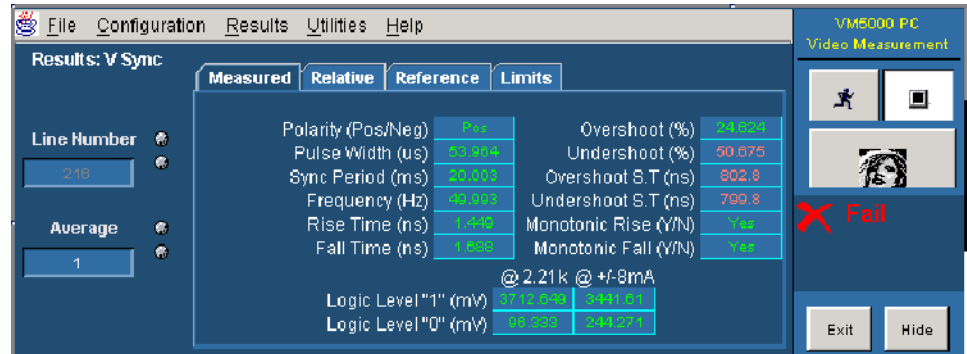 File Configuration Results Utilities Help
VM5000 PC
Video Measurement
Results: V Sync
Measured Relative Reference Limits
Line Number
218
Average
1
Polarity (Pos/Neg) Pos Overshoot (%) 24.624
Pulse Width (us) 53.964 Undershoot (%) 50.675
Sync Period (ms) 20.003 Overshoot S.T (ns) 802.8
Frequency (Hz) 49.993 Undershoot S.T (ns) 799.8
Rise Time (ns) 1.449 Monotonic Rise (Y/N) Yes
Fall Time (ns) 1.688 Monotonic Fall (Y/N) Yes
@ 2.21k @ +/-8mA
Logic Level "1" (mV) 3712.649 3441.61
Logic Level "0" (mV) 98.333 244.271
Fail
Exit Hide